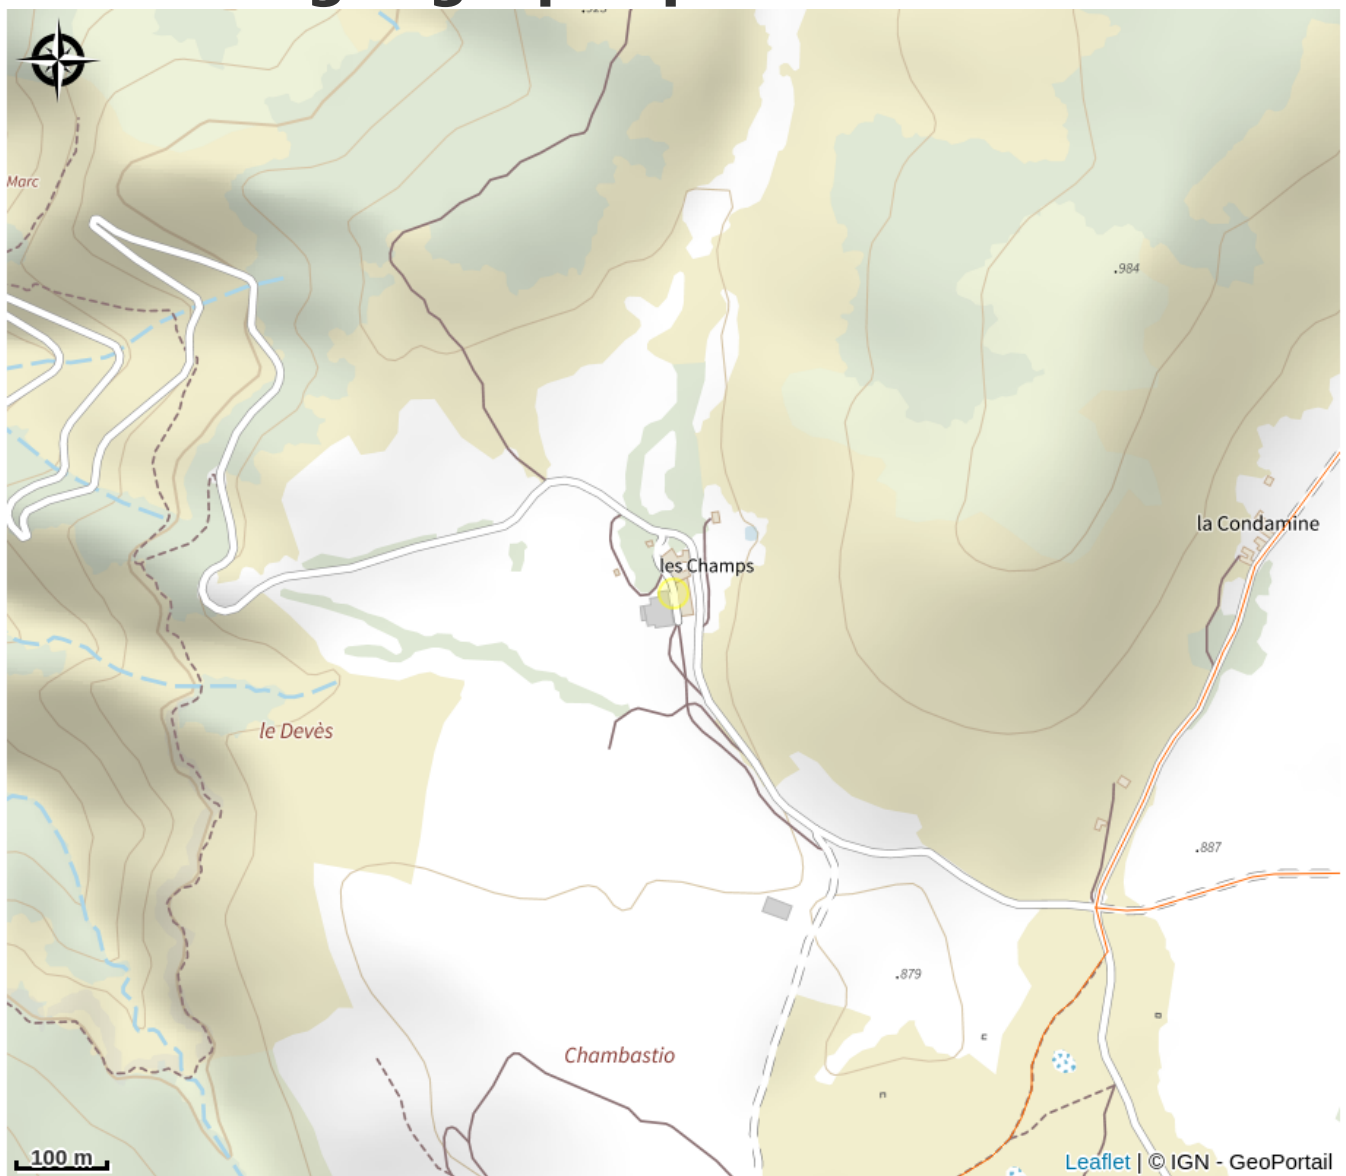 Marc
.984
la Condamine
les Champs
le Devès
.887
.879
Chambastio
100 m
Leaflet | © IGN - GeoPortail